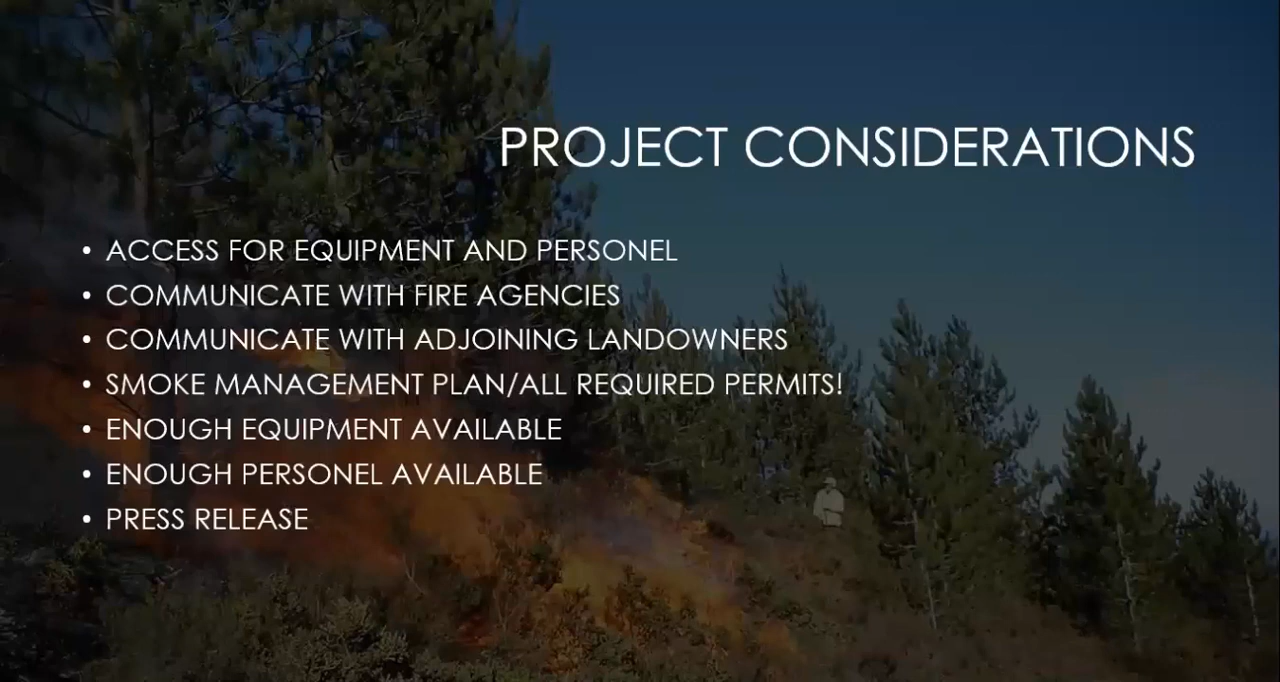 PROJECT CONSIDERATIONS
• ACCESS FOR EQUIPMENT AND PERSONEL
• COMMUNICATE WITH FIRE AGENCIES
• COMMUNICATE WITH ADJOINING LANDOWNERS
• SMOKE MANAGEMENT PLAN/ALL REQUIRED PERMITS!
• ENOUGH EQUIPMENT AVAILABLE
• ENOUGH PERSONEL AVAILABLE
• PRESS RELEASE